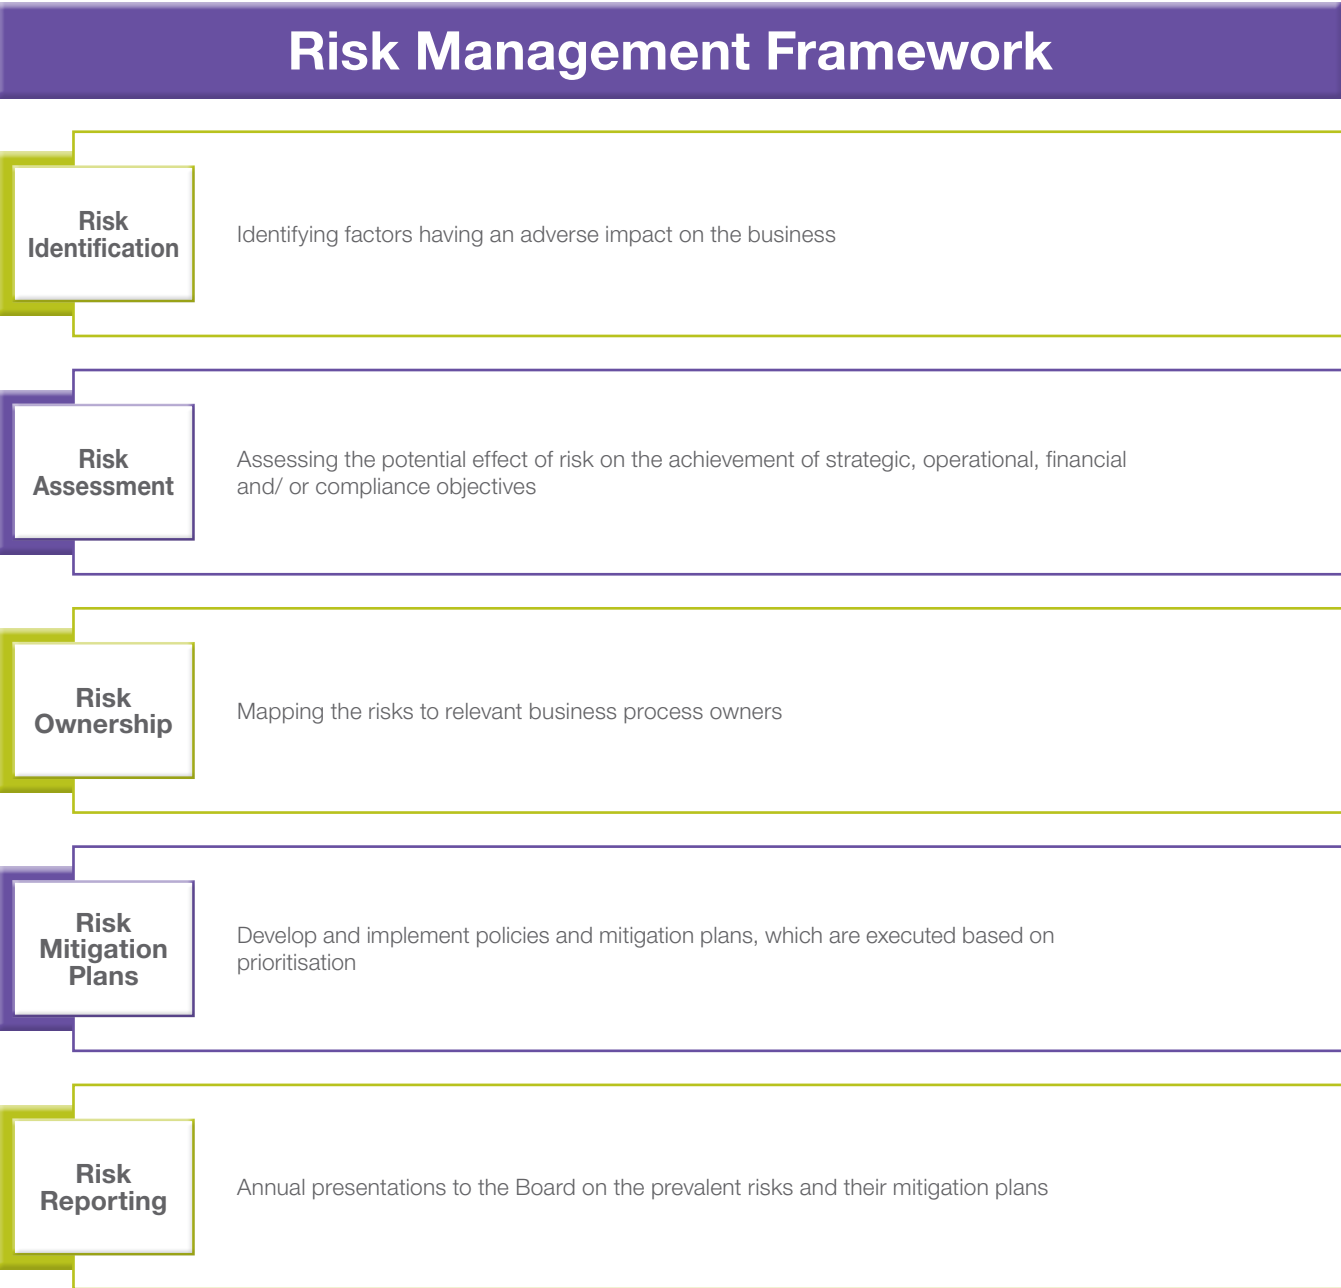 Risk Management Framework
Risk
Identification
Identifying factors having an adverse impact on the business
Risk
Assessment
Assessing the potential effect of risk on the achievement of strategic, operational, financial
and/ or compliance objectives
Risk
Ownership
Mapping the risks to relevant business process owners
Risk
Mitigation
Plans
Develop and implement policies and mitigation plans, which are executed based on
prioritisation
Risk
Reporting
Annual presentations to the Board on the prevalent risks and their mitigation plans